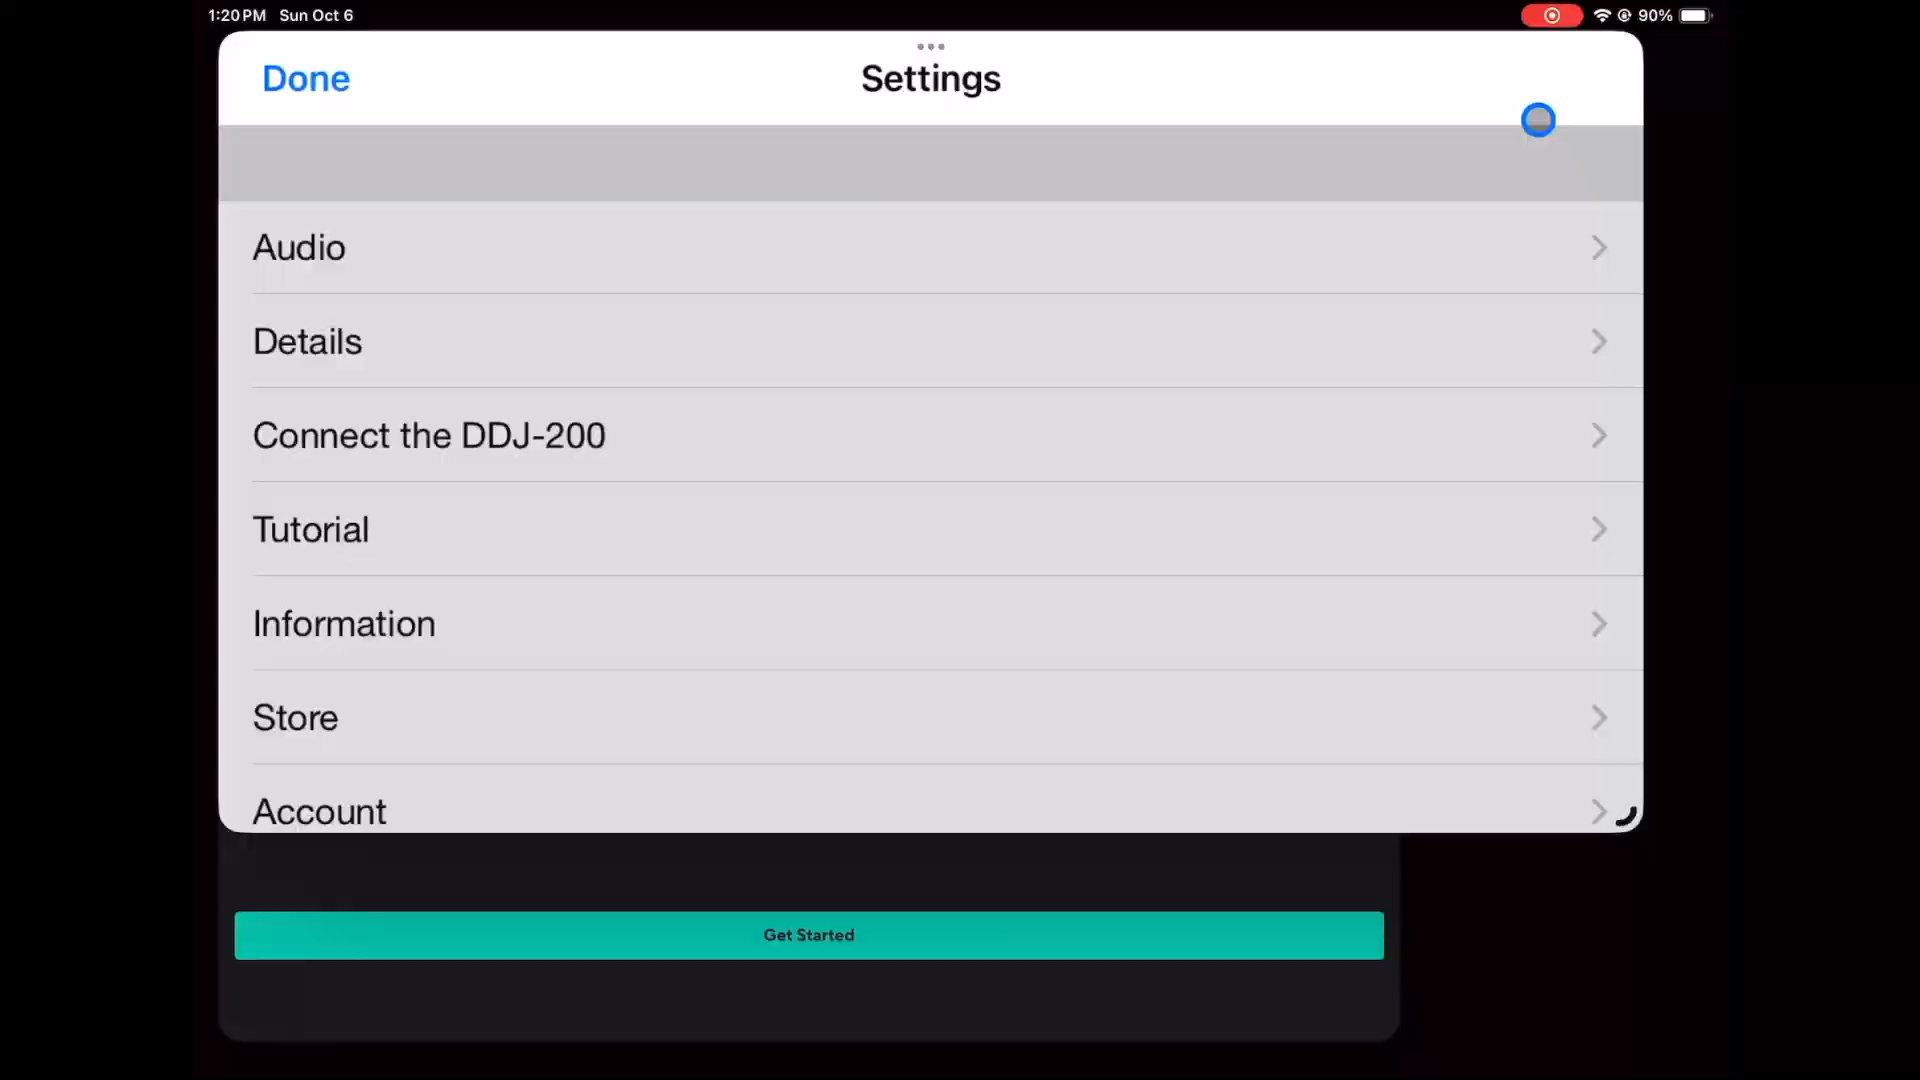 1:20 PM Sun Oct 6
90%
Done
Settings
Audio
Details
Connect the DDJ-200
Tutorial
Information
Store
Account
Get Started